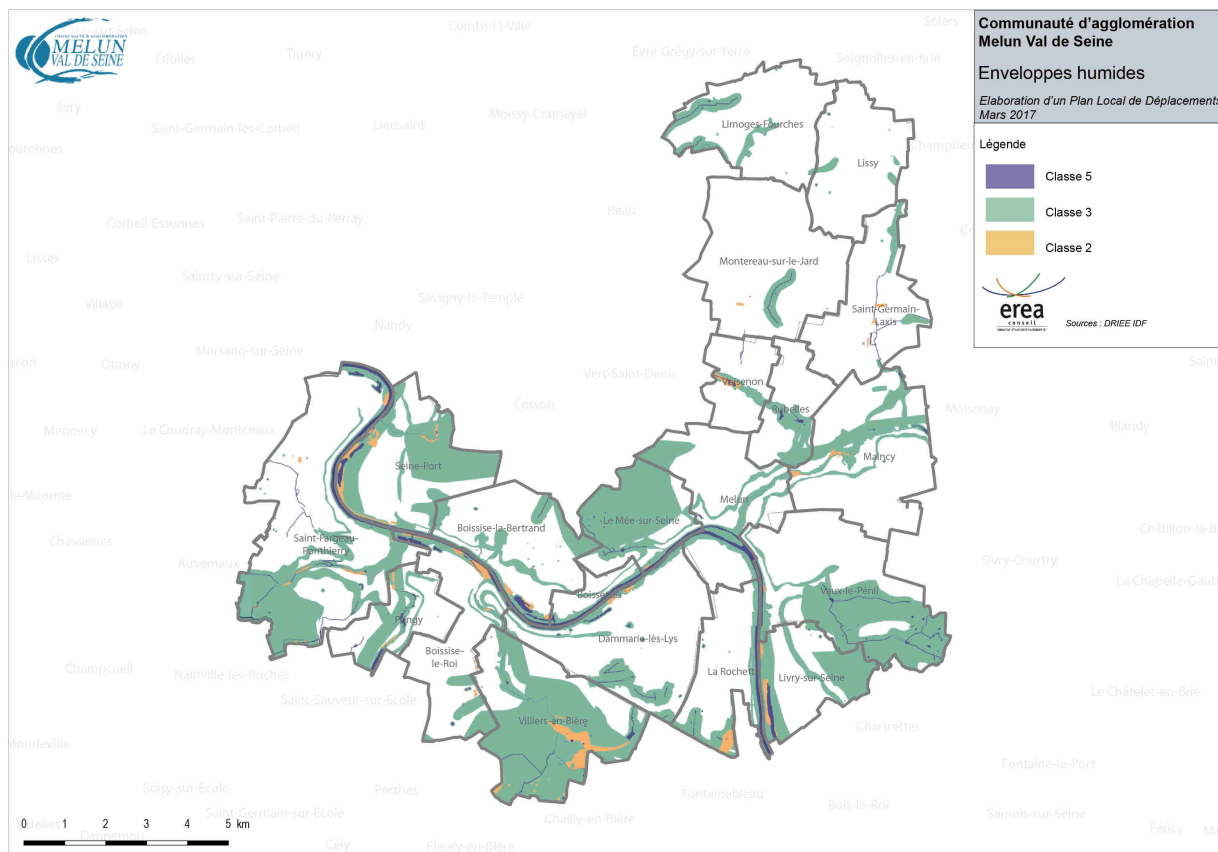 COMMUNAUTÉ D'AGGLOMÉRATION
MELUN
VAL DE SEINE
Communauté d'agglomération
Melun Val de Seine
Enveloppes humides
Elaboration d'un Plan Local de Déplacements
Mars 2017
Légende
Classe 5
Classe 3
Classe 2
erea
conseil
Sources : DRIEE IDF
Combs-la-Ville
Solers
Étiolles
Tigery
Évry-Grégy-sur-Yerre
Soignolles-en-Brie
Évry
Moissy-Cramayel
Saint-Germain-lès-Corbeil
Lieusaint
Limoges-Fourches
Lissy
Corbeil-Essonnes
Saint-Pierre-du-Perray
Réau
Lisses
Saintry-sur-Seine
Montereau-sur-le-Jard
Villabé
Savigny-le-Temple
Saint-Germain-
Laxis
Nandy
Ormoy
Morsang-sur-Seine
Vert-Saint-Denis
Voisenon
Cesson
Rubelles
Moisenay
Mennecy
Le Coudray-Montceaux
Blandy
Seine-Port
Maincy
Melun
Boissise-la-Bertrand
Le Mée-sur-Seine
Chevannes
Saint-Fargeau-
Ponthierry
Auvernaux
Sivry-Courtry
Boissettes
Vaux-le-Pénil
Pringy
Dammarie-lès-Lys
Boissise-
le-Roi
Champcueil
Nainville-les-Roches
La Rochett
Livry-sur-Seine
Saint-Sauveur-sur-Ecole
Le Châtelet-en-Brie
Villiers-en-Bière
Chartrettes
Mondeville
Fontaine-le-Port
Soisy-sur-École
Perthes
Fontainebleau
Bois-le-Roi
Saint-Germain-sur-Ecole
Chailly-en-Bière
Samois-sur-Seine
Dannemois
Féricy
Cély
Fleury-en-Bière
0 1 2 3 4 5 km